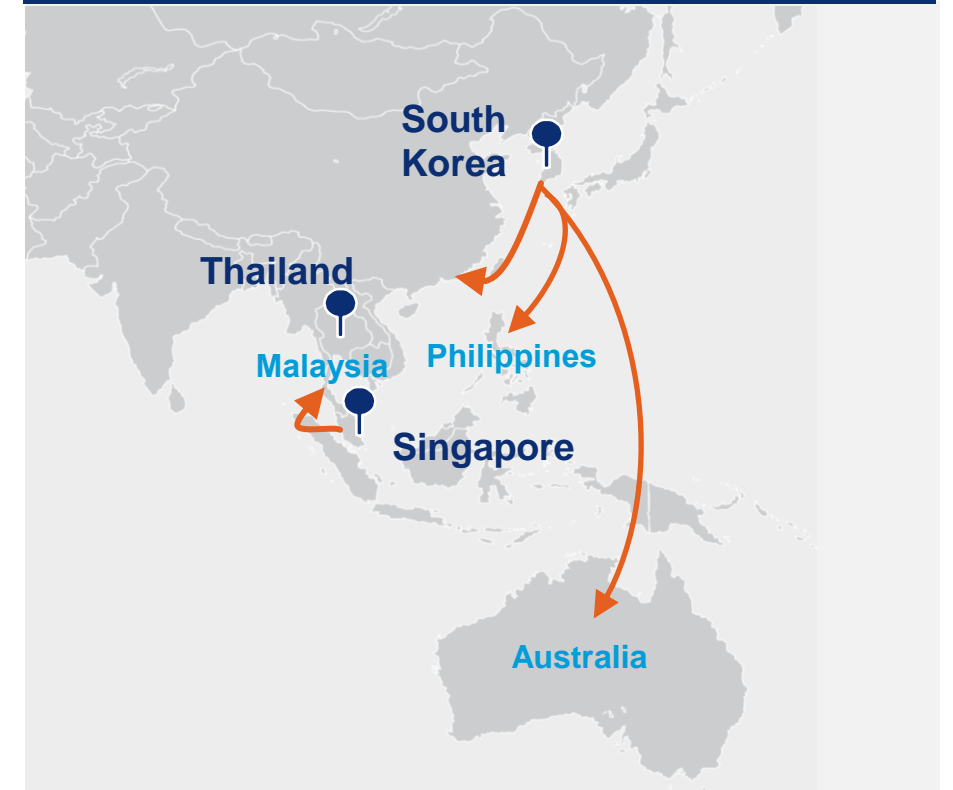 South
Korea
Thailand
Malaysia
Philippines
Singapore
Australia